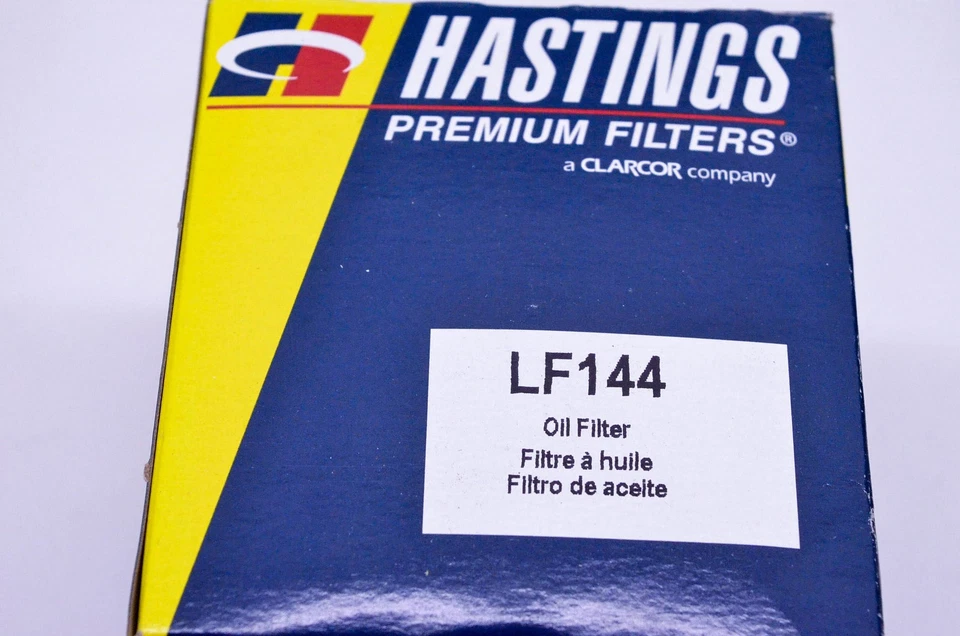 HASTINGS
PREMIUM FILTERS®
a CLARCOR company
LF144
Oil Filter
Filtre à huile
Filtro de aceite